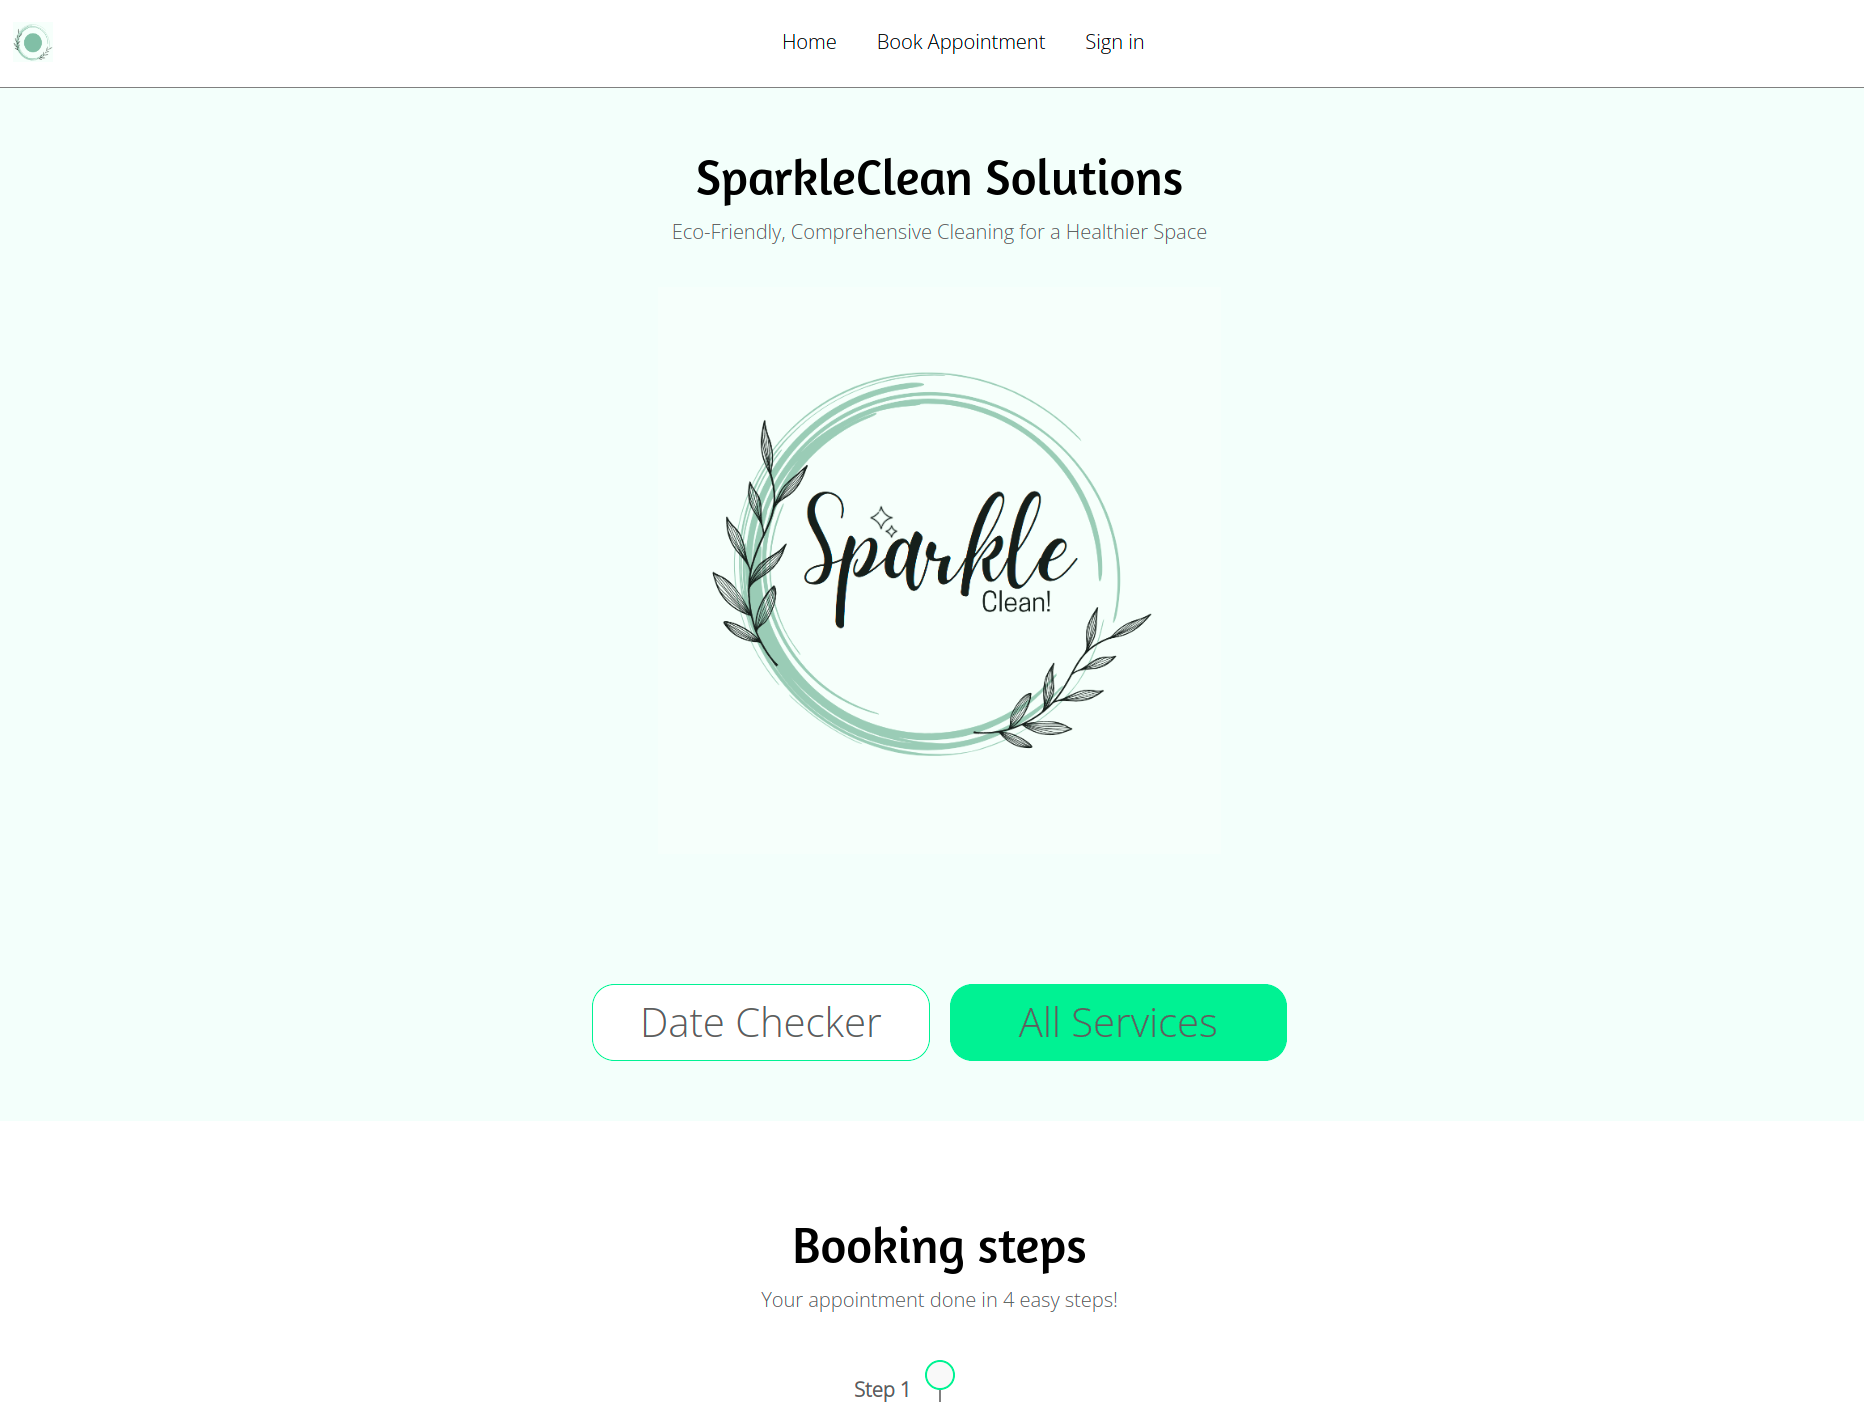 Home Book Appointment Sign in
SparkleClean Solutions
Eco-Friendly, Comprehensive Cleaning for a Healthier Space
Sparkle
Clean!
Date Checker All Services
Booking steps
Your appointment done in 4 easy steps!
Step 1